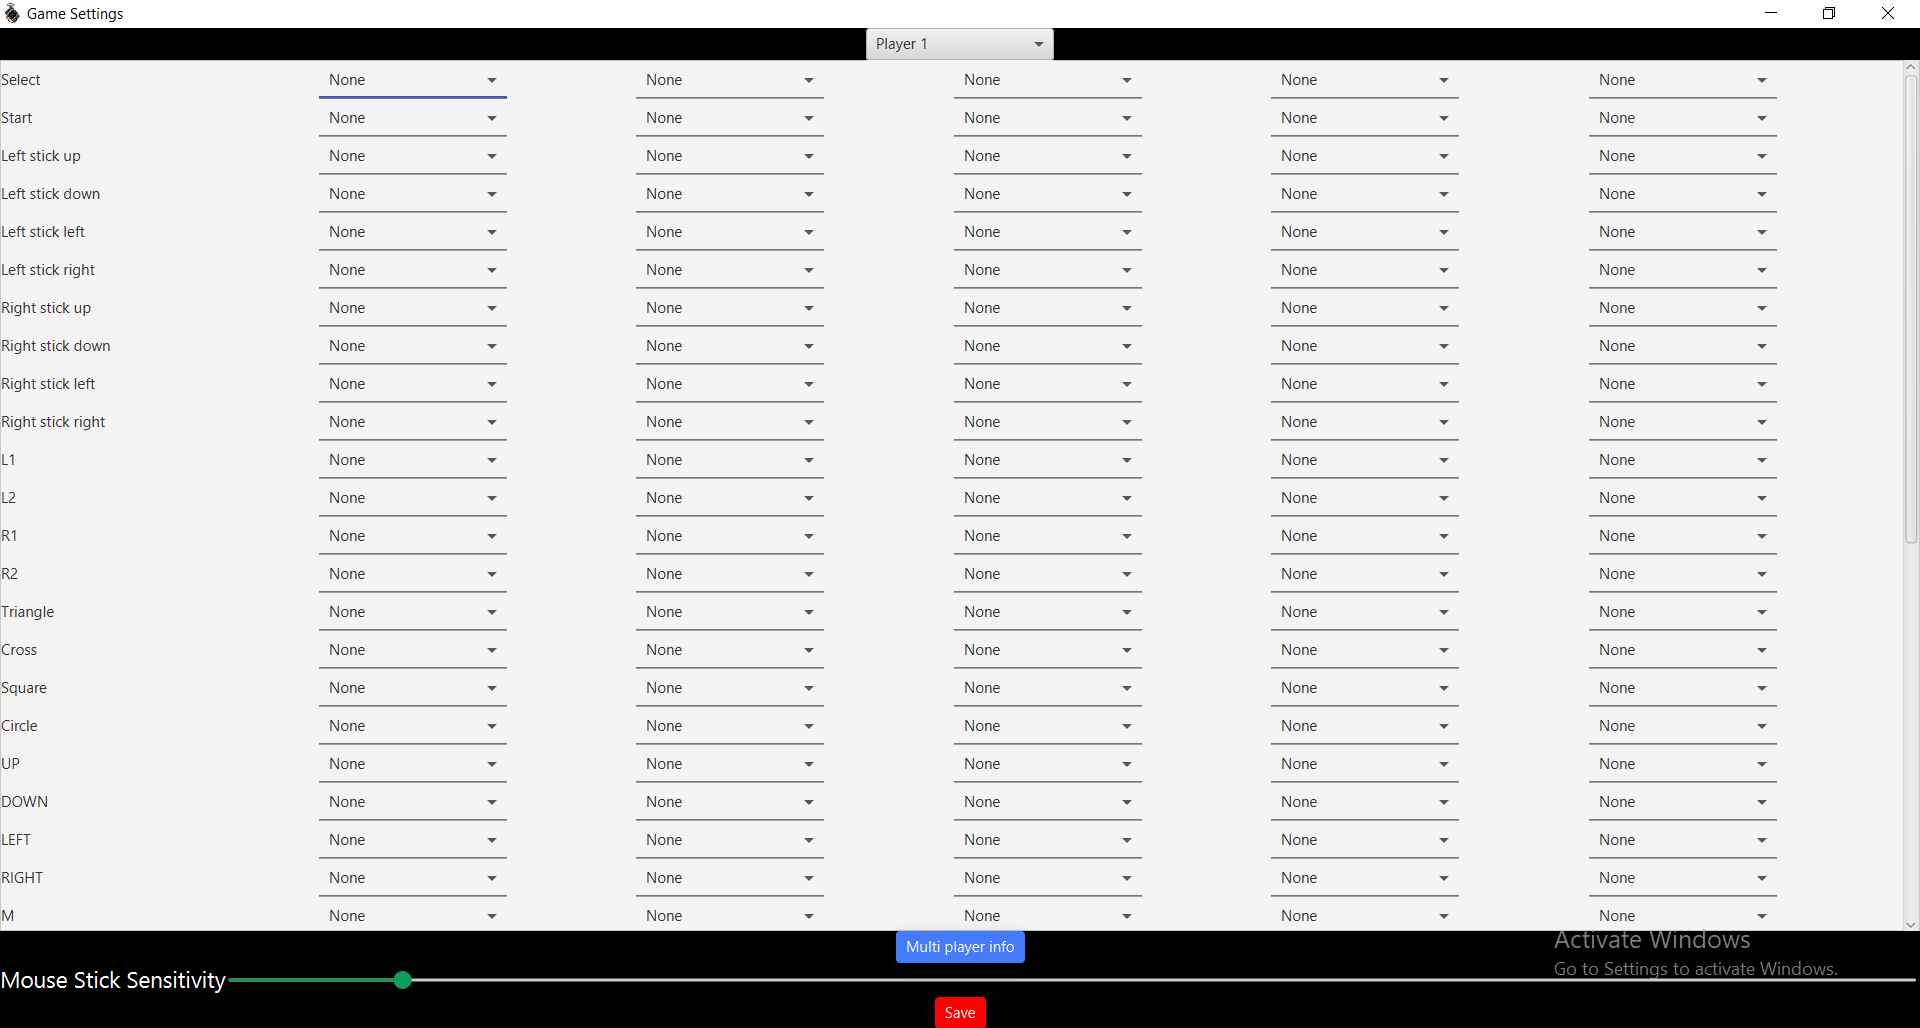 Game Settings
Player 1
Select None None None None None
Start None None None None None
Left stick up None None None None None
Left stick down None None None None None
Left stick left None None None None None
Left stick right None None None None None
Right stick up None None None None None
Right stick down None None None None None
Right stick left None None None None None
Right stick right None None None None None
L1 None None None None None
L2 None None None None None
R1 None None None None None
R2 None None None None None
Triangle None None None None None
Cross None None None None None
Square None None None None None
Circle None None None None None
UP None None None None None
DOWN None None None None None
LEFT None None None None None
RIGHT None None None None None
M None None None None None
Multi player info
Activate Windows
Go to Settings to activate Windows.
Mouse Stick Sensitivity
Save